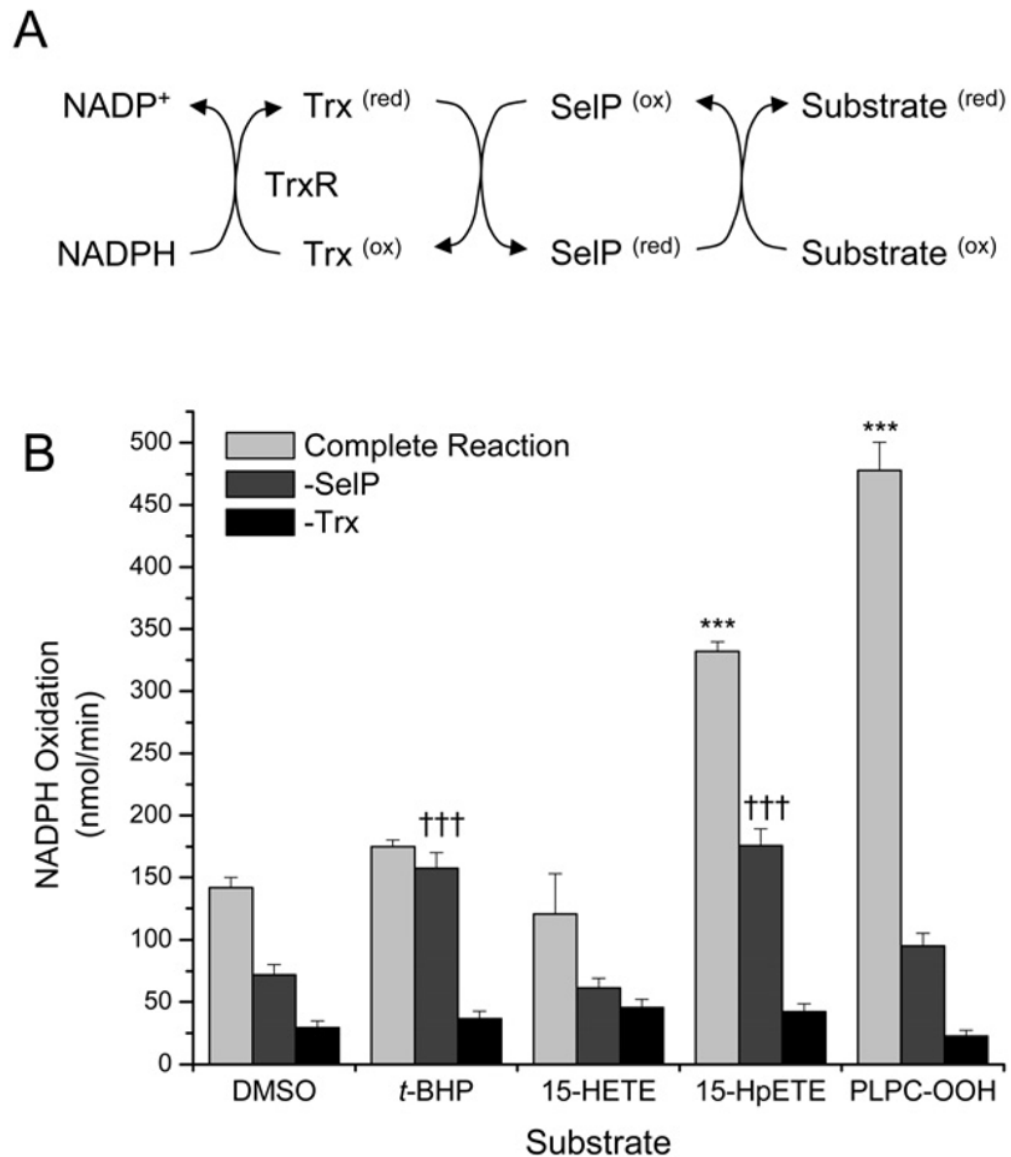 A
NADP⁺ Trx (red) SelP (ox) Substrate (red)
TrxR
NADPH Trx (ox) SelP (red) Substrate (ox)
B
Complete Reaction
-SelP
-Trx
***
***
†††
†††
500
450
400
350
300
250
200
150
100
50
0
NADPH Oxidation
(nmol/min)
DMSO t-BHP 15-HETE 15-HpETE PLPC-OOH
Substrate